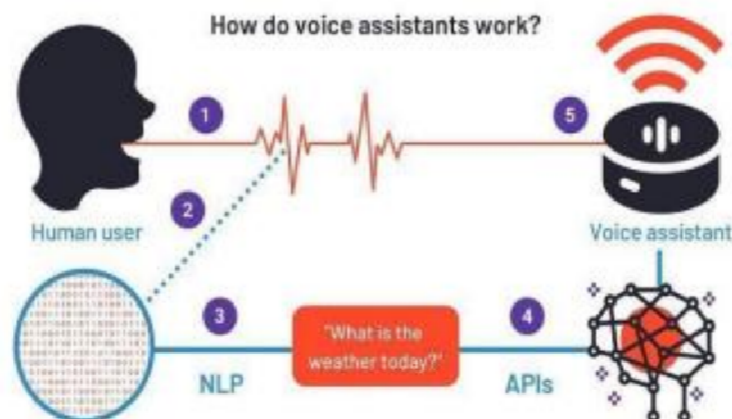 How do voice assistants work?
1
5
2
Human user
Voice assistant
3
"What is the
weather today?"
4
NLP
APIs